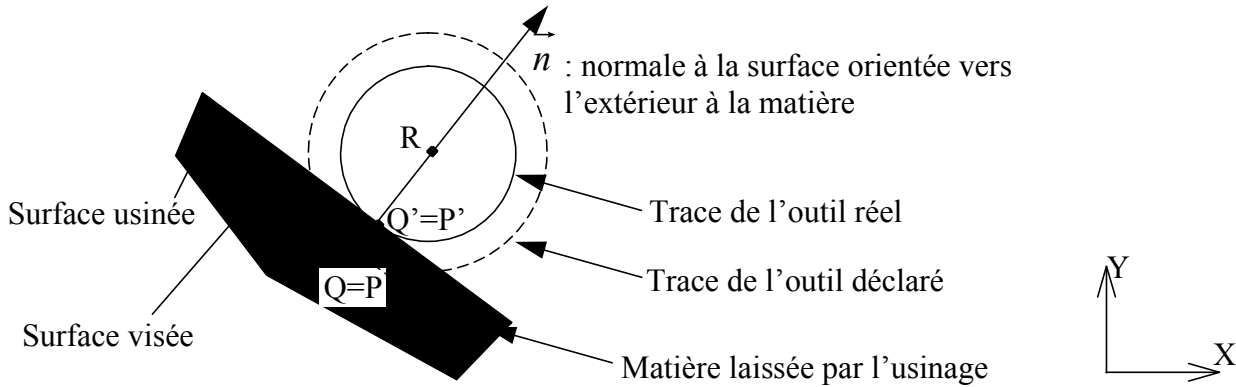 n
: normale à la surface orientée vers
l'extérieur à la matière
R
Q'=P'
Surface usinée
Trace de l'outil réel
Q=P
Trace de l'outil déclaré
Y
Surface visée
X
Matière laissée par l'usinage